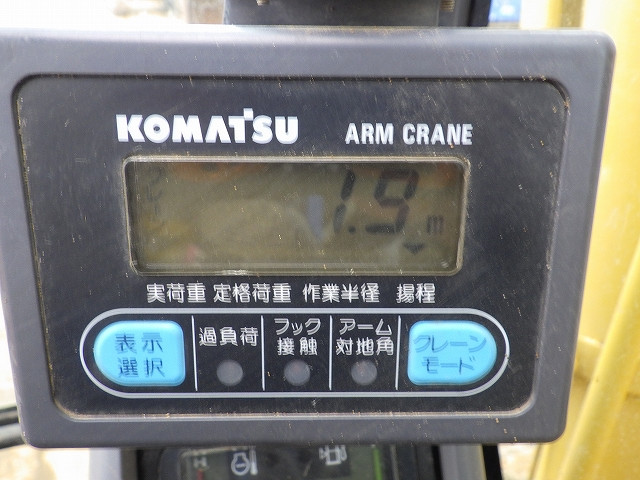 KOMATSU ARM CRANE
1.9 m
実荷重 定格荷重 作業半径 揚程
表示選択
過負荷
フック接触
アーム対地角
クレーンモード
H